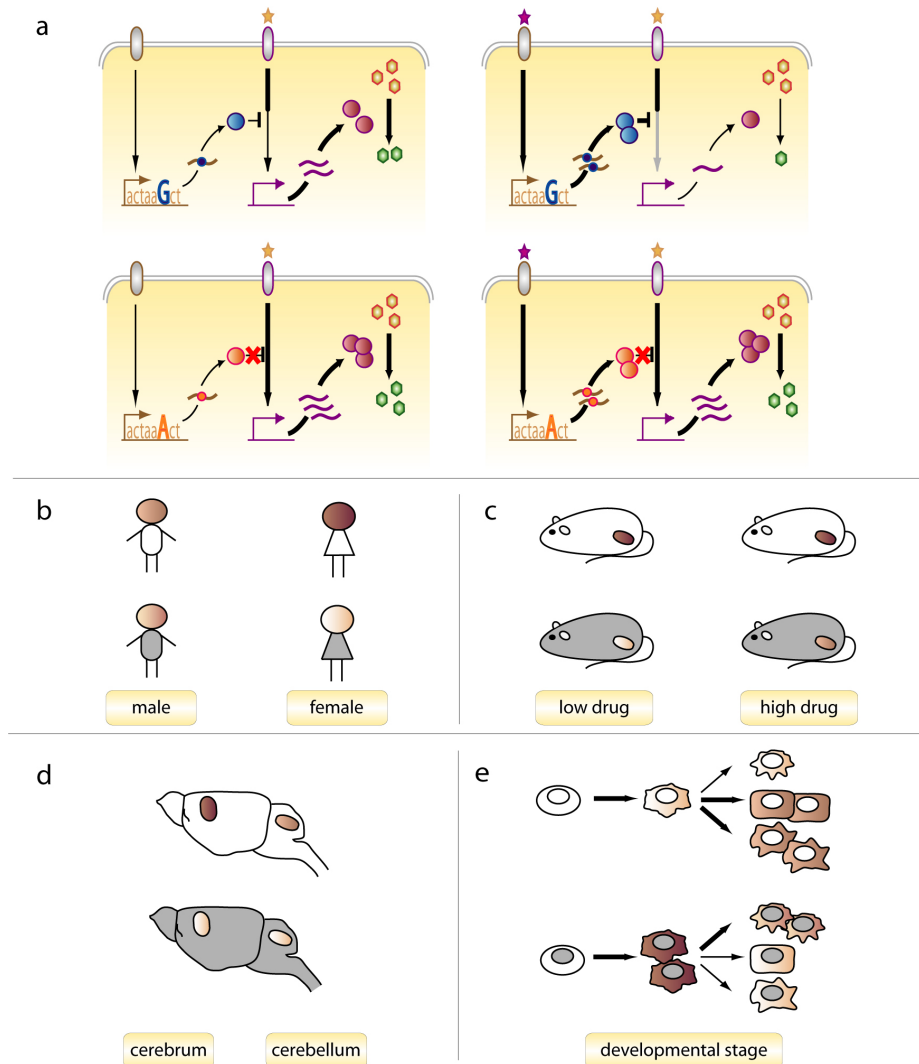 a
actaaGct
actaaGct
actaaAct
actaaAct
b
c
male
female
low drug
high drug
d
e
cerebrum
cerebellum
developmental stage